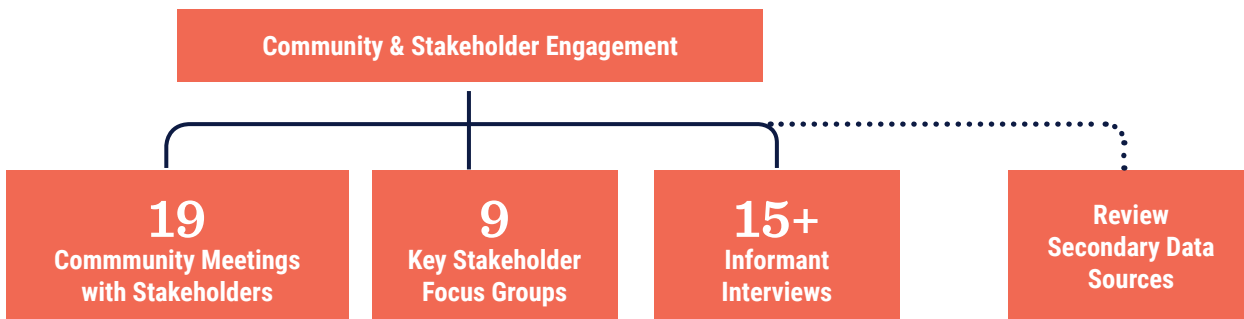 Community & Stakeholder Engagement
19
Commmunity Meetings
with Stakeholders
9
Key Stakeholder
Focus Groups
15+
Informant
Interviews
Review
Secondary Data
Sources